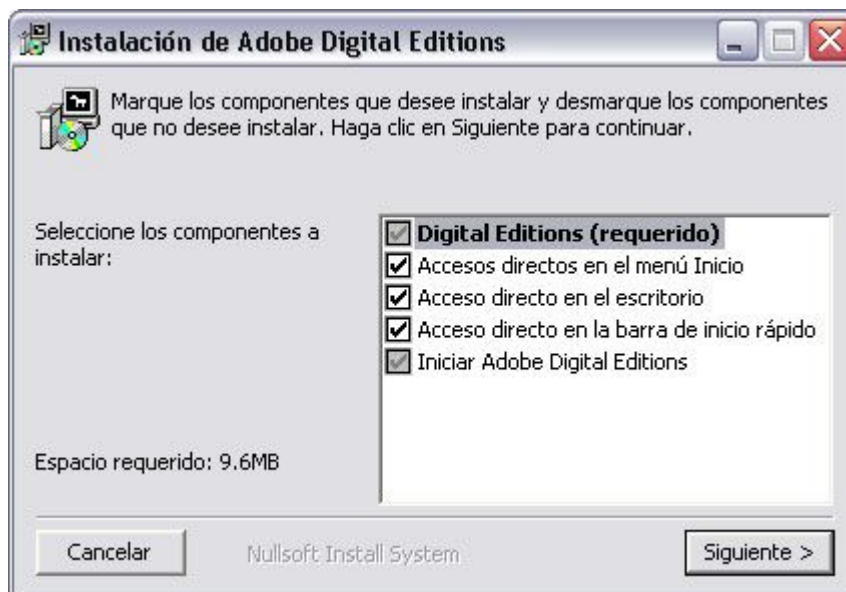 Instalación de Adobe Digital Editions
Marque los componentes que desee instalar y desmarque los componentes
que no desee instalar. Haga clic en Siguiente para continuar.
Seleccione los componentes a
instalar:
Digital Editions (requerido)
Accesos directos en el menú Inicio
Acceso directo en el escritorio
Acceso directo en la barra de inicio rápido
Iniciar Adobe Digital Editions
Espacio requerido: 9.6MB
Cancelar
Nullsoft Install System
Siguiente >